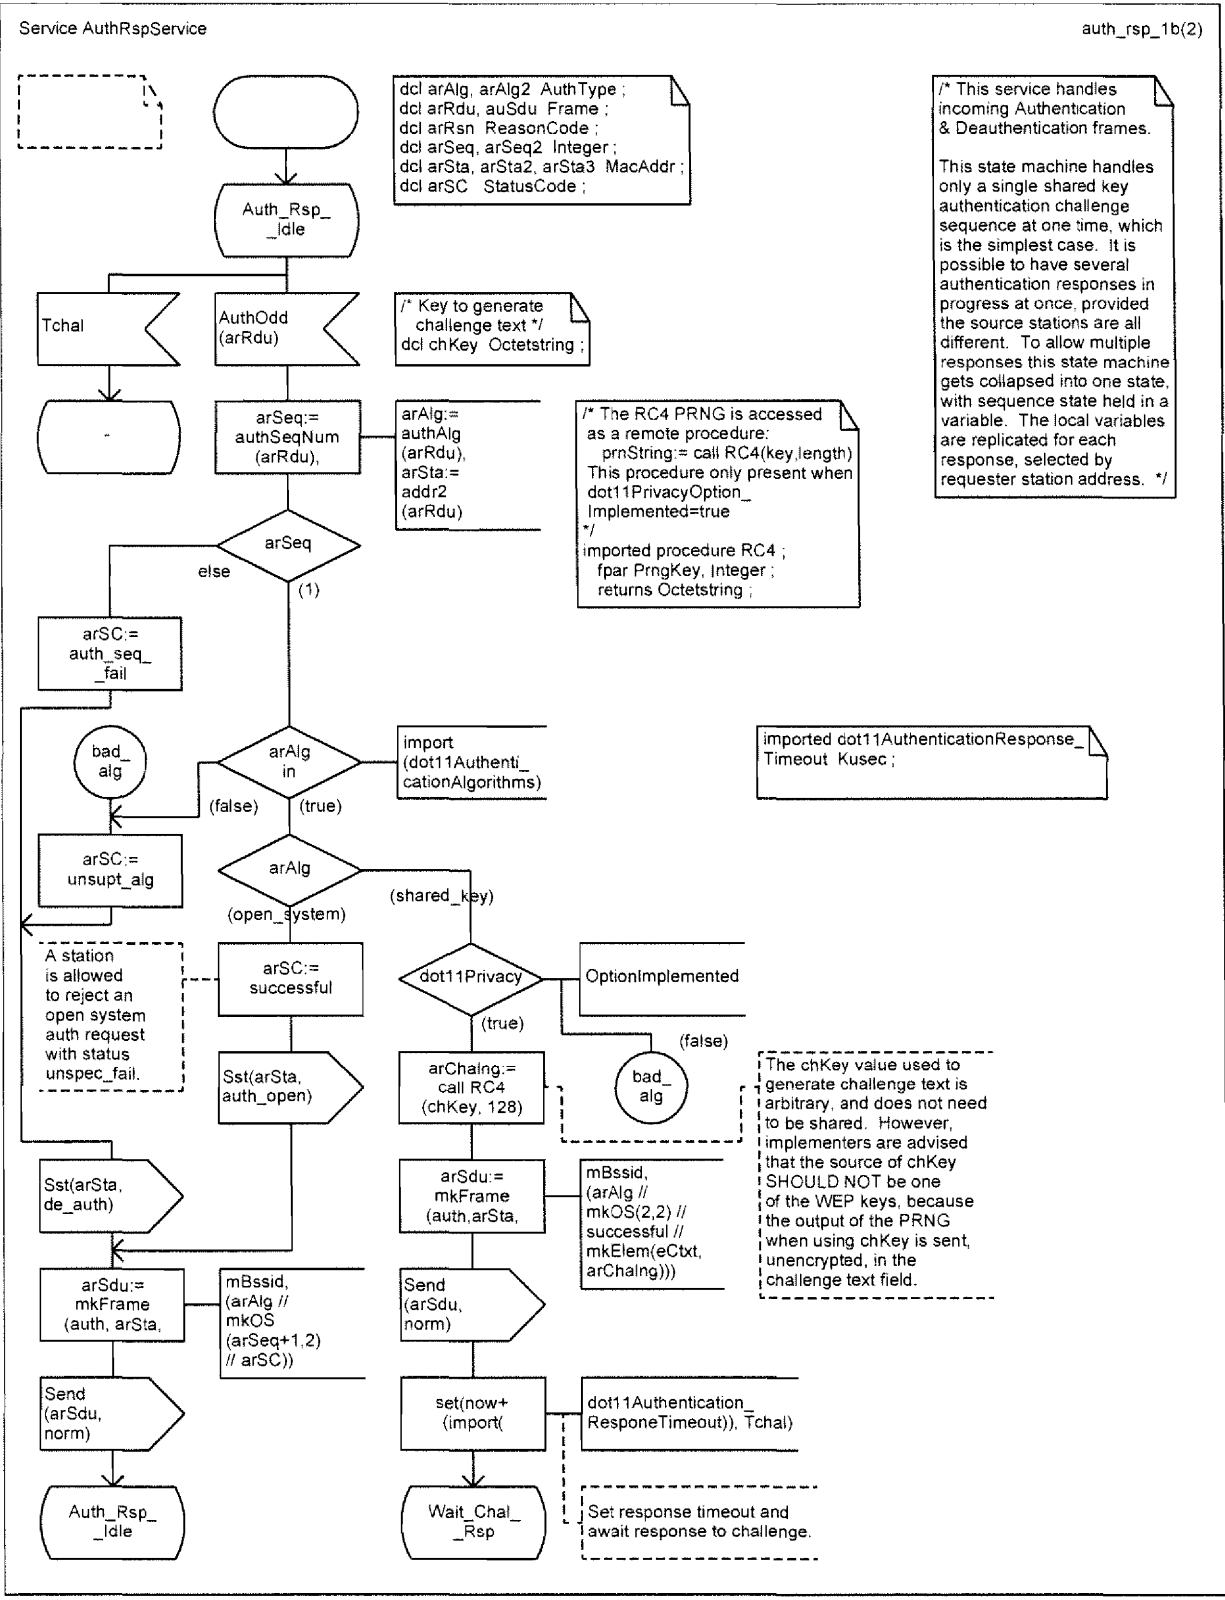 Service AuthRspService
auth_rsp_1b(2)
dcl arAlg, arAlg2 AuthType ;
dcl arRdu, auSdu Frame ;
dcl arRsn ReasonCode ;
dcl arSeq, arSeq2 Integer ;
dcl arSta, arSta2, arSta3 MacAddr ;
dcl arSC StatusCode ;
/* This service handles
incoming Authentication
& Deauthentication frames.
This state machine handles
only a single shared key
authentication challenge
sequence at one time, which
is the simplest case. It is
possible to have several
authentication responses in
progress at once, provided
the source stations are all
different. To allow multiple
responses this state machine
gets collapsed into one state,
with sequence state held in a
variable. The local variables
are replicated for each
response, selected by
requester station address. */
Auth_Rsp_
_Idle
Tchal
AuthOdd
(arRdu)
/* Key to generate
challenge text */
dcl chKey Octetstring ;
-
arSeq:=
authSeqNum
(arRdu),
arAlg:=
authAlg
(arRdu),
arSta:=
addr2
(arRdu)
/* The RC4 PRNG is accessed
as a remote procedure:
prnString:= call RC4(key,length)
This procedure only present when
dot11PrivacyOption_
Implemented=true
*/
imported procedure RC4 ;
fpar PrngKey, Integer ;
returns Octetstring ;
arSeq
else
(1)
arSC:=
auth_seq_
_fail
bad_
alg
arAlg
in
import
(dot11Authenti_
cationAlgorithms)
imported dot11AuthenticationResponse_
Timeout Kusec ;
(false)
(true)
arSC:=
unsupt_alg
arAlg
(shared_key)
(open_system)
A station
is allowed
to reject an
open system
auth request
with status
unspec_fail.
arSC:=
successful
dot11Privacy
OptionImplemented
(true)
(false)
Sst(arSta,
auth_open)
arChalng:=
call RC4
(chKey, 128)
bad_
alg
The chKey value used to
generate challenge text is
arbitrary, and does not need
to be shared. However,
implementers are advised
that the source of chKey
SHOULD NOT be one
of the WEP keys, because
the output of the PRNG
when using chKey is sent,
unencrypted, in the
challenge text field.
Sst(arSta,
de_auth)
arSdu:=
mkFrame
(auth,arSta,
mBssid,
(arAlg //
mkOS(2,2) //
successful //
mkElem(eCtxt,
arChalng)))
arSdu:=
mkFrame
(auth, arSta,
mBssid,
(arAlg //
mkOS
(arSeq+1,2)
// arSC))
Send
(arSdu,
norm)
Send
(arSdu,
norm)
set(now+
(import(
dot11Authentication_
ResponeTimeout)), Tchal)
Auth_Rsp_
_Idle
Wait_Chal_
_Rsp
Set response timeout and
await response to challenge.